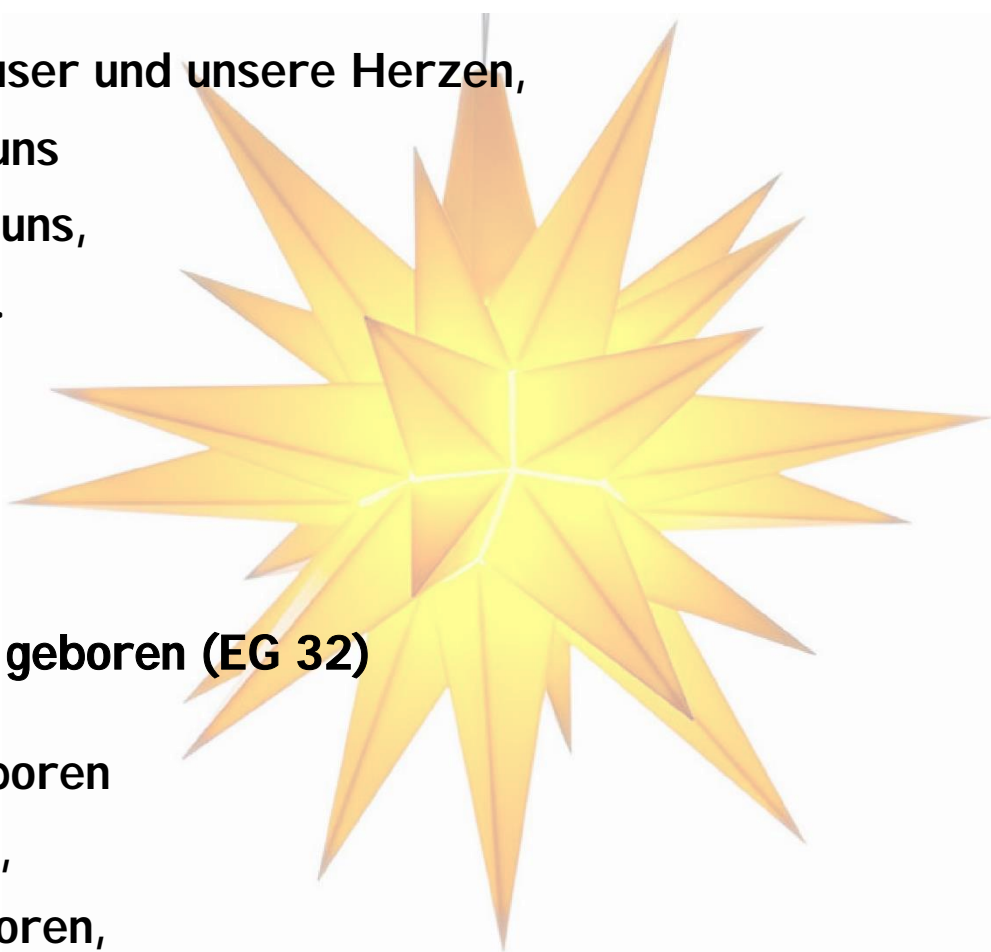 user und unsere Herzen,
uns
uns,
.
geboren (EG 32)
boren
,
oren,